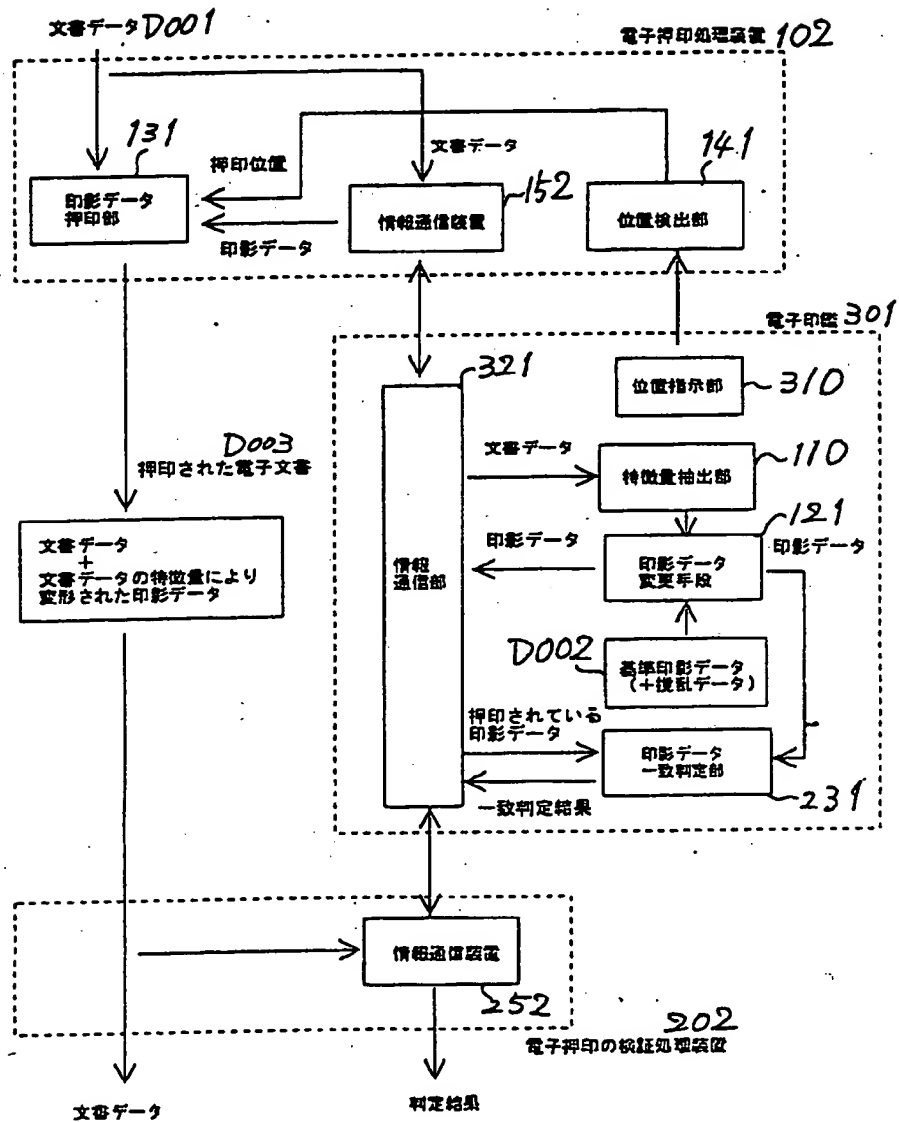 文書データ D001
電子押印処理装置 102
131
押印位置
文書データ
141
印影データ
押印部
152
情報通信装置
位置検出部
印影データ
電子印鑑 301
321
位置指示部
310
D003
押印された電子文書
文書データ
特徴量抽出部
110
121
文書データ
+
文書データの特徴量により
変形された印影データ
情報
通信部
印影データ
印影データ
変更手段
印影データ
D002
基準印影データ
(+撹乱データ)
押印されている
印影データ
印影データ
一致判定部
一致判定結果
231
情報通信装置
252
202
電子押印の検証処理装置
文書データ
判定結果